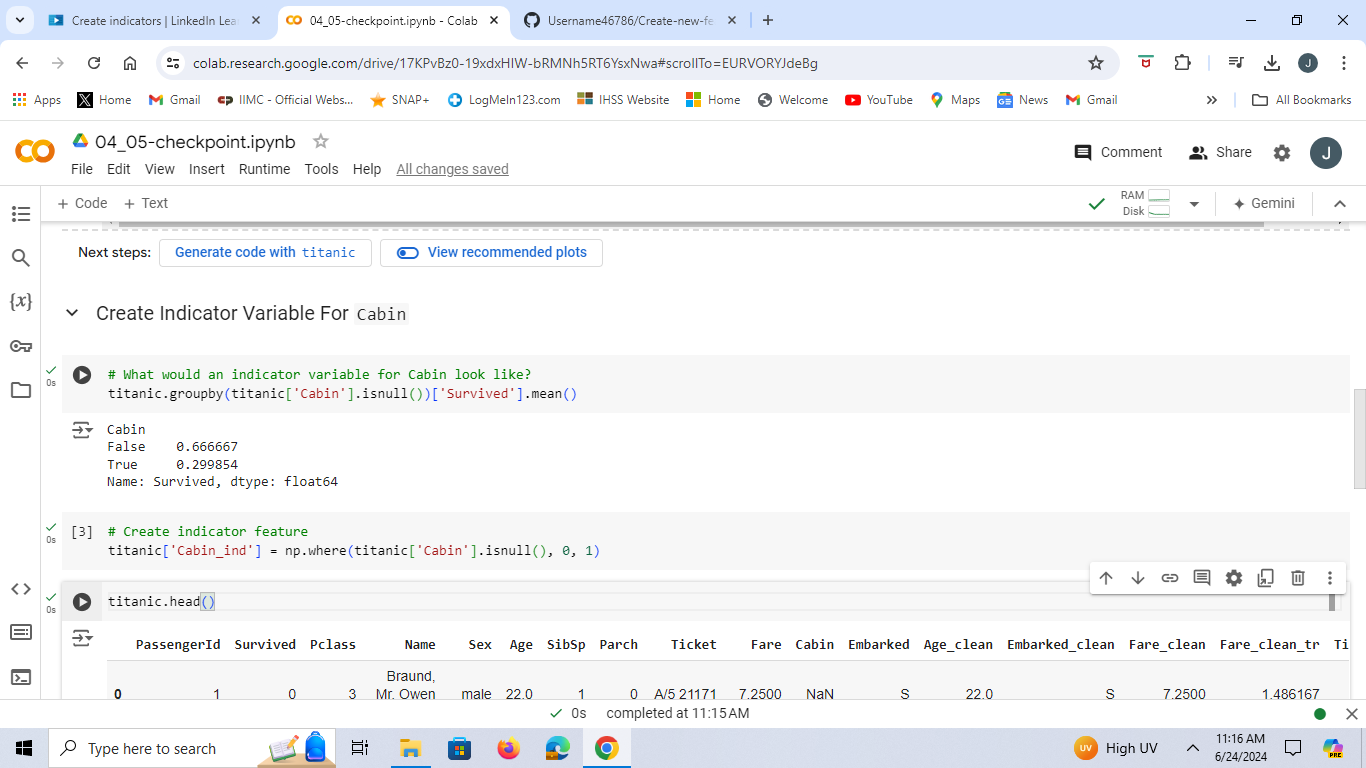 Create indicators | LinkedIn Lea
04_05-checkpoint.ipynb - Colab
Username46786/Create-new-fe
colab.research.google.com/drive/17KPvBz0-19xdxHIW-bRMNh5RT6YsxNwa#scrollTo=EURVORYJdeBg
J
Apps
Home
Gmail
IIMC - Official Webs...
SNAP+
LogMeIn123.com
IHSS Website
Home
Welcome
YouTube
Maps
News
Gmail
All Bookmarks
04_05-checkpoint.ipynb
Comment
Share
J
File Edit View Insert Runtime Tools Help All changes saved
+ Code + Text
RAM
Disk
Gemini
Next steps: Generate code with titanic View recommended plots
Create Indicator Variable For Cabin
0s
# What would an indicator variable for Cabin look like?
titanic.groupby(titanic['Cabin'].isnull())['Survived'].mean()
Cabin
False 0.666667
True 0.299854
Name: Survived, dtype: float64
0s
[3] # Create indicator feature
titanic['Cabin_ind'] = np.where(titanic['Cabin'].isnull(), 0, 1)
0s
titanic.head()
PassengerId Survived Pclass Name Sex Age SibSp Parch Ticket Fare Cabin Embarked Age_clean Embarked_clean Fare_clean Fare_clean_tr Ti
Braund,
0 1 0 3 Mr. Owen male 22.0 1 0 A/5 21171 7.2500 NaN S 22.0 S 7.2500 1.486167
0s completed at 11:15 AM
Type here to search
UV
High UV
11:16 AM
6/24/2024
PRE